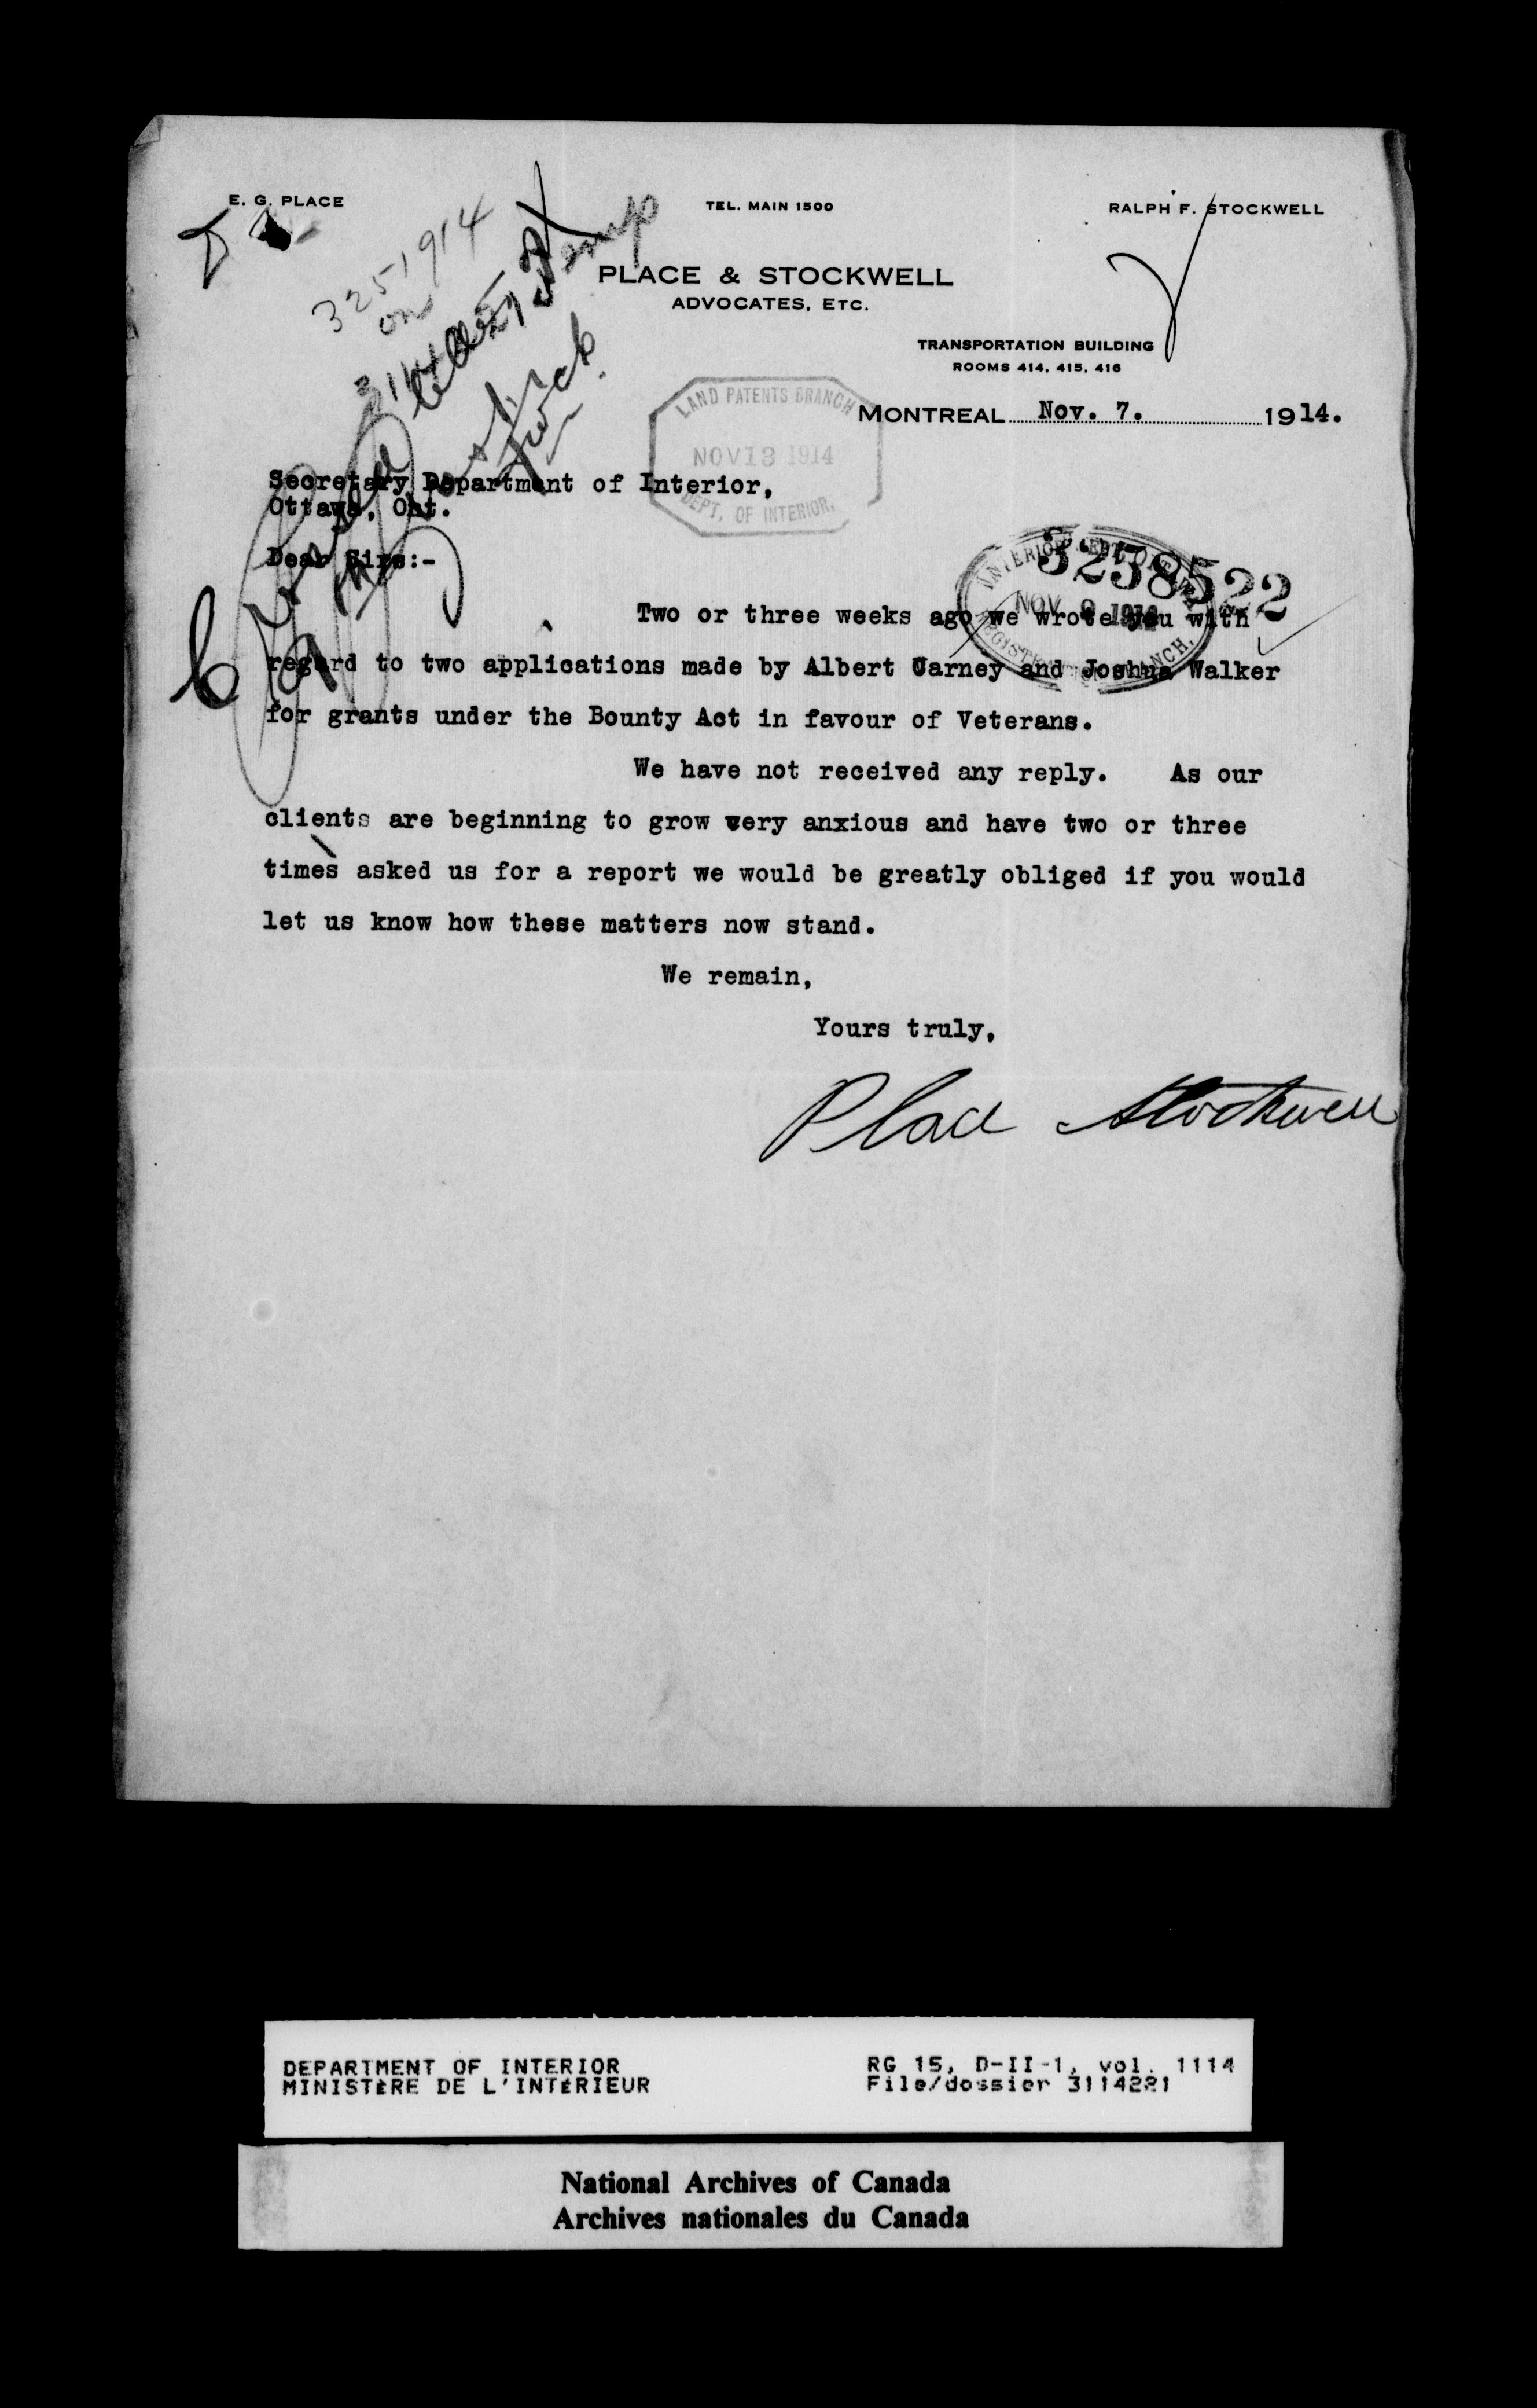 E. G. PLACE
TEL. MAIN 1500
RALPH F. STOCKWELL
PLACE & STOCKWELL
ADVOCATES, ETC.
TRANSPORTATION BUILDING
ROOMS 414, 415, 416
3251914
on
LAND PATENTS BRANCH
NOV 13 1914
DEPT. OF INTERIOR.
MONTREAL Nov. 7. 1914.
Secretary Department of Interior,
Ottawa, Ont.
Dear Sirs:-
3238522
NOV 9 1914
Two or three weeks ago we wrote you with
regard to two applications made by Albert Carney and Joshua Walker
for grants under the Bounty Act in favour of Veterans.
We have not received any reply. As our
clients are beginning to grow very anxious and have two or three
times asked us for a report we would be greatly obliged if you would
let us know how these matters now stand.
We remain,
Yours truly,
Place Stockwell
DEPARTMENT OF INTERIOR
MINISTÈRE DE L'INTÉRIEUR
RG 15, D-II-1, vol. 1114
File/dossier 3114221
National Archives of Canada
Archives nationales du Canada